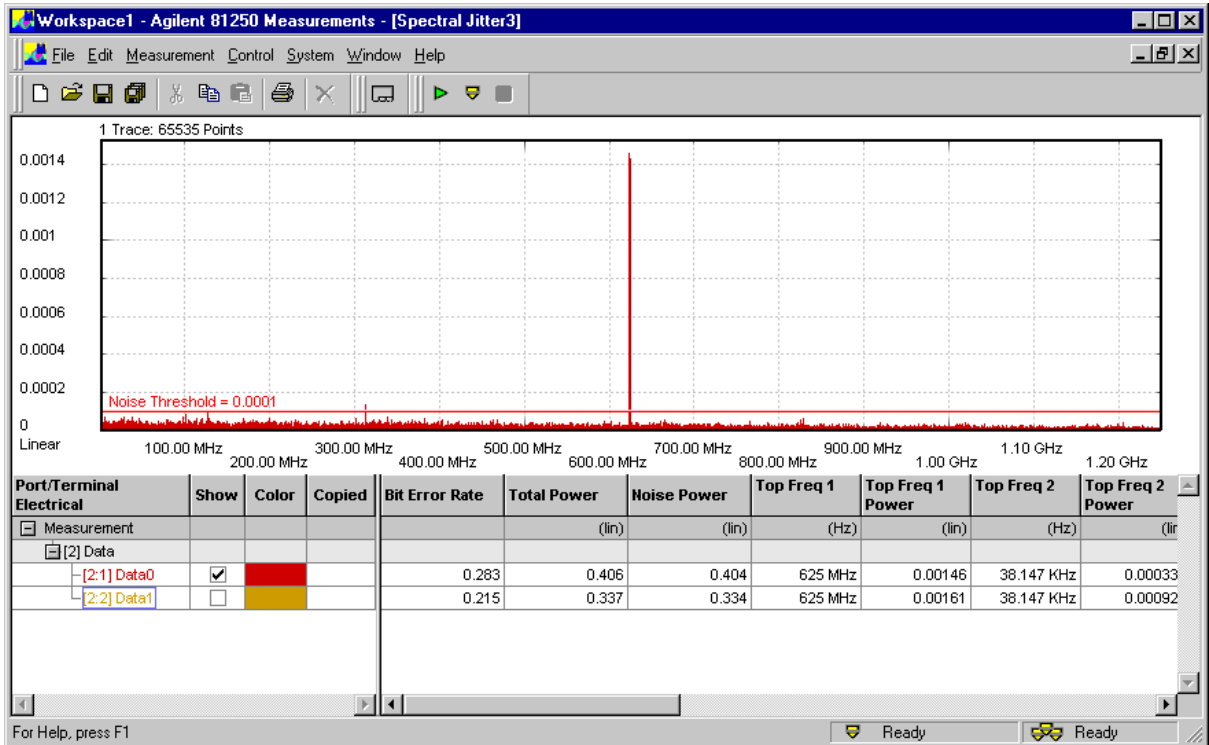 Workspace1 - Agilent 81250 Measurements - [Spectral Jitter3]
File Edit Measurement Control System Window Help
1 Trace: 65535 Points
0.0014
0.0012
0.001
0.0008
0.0006
0.0004
0.0002
Noise Threshold = 0.0001
0
Linear
100.00 MHz 300.00 MHz 500.00 MHz 700.00 MHz 900.00 MHz 1.10 GHz
200.00 MHz 400.00 MHz 600.00 MHz 800.00 MHz 1.00 GHz 1.20 GHz
Port/Terminal Electrical Show Color Copied Bit Error Rate Total Power Noise Power Top Freq 1 Top Freq 1 Power Top Freq 2 Top Freq 2 Power
Measurement (lin) (lin) (Hz) (lin) (Hz) (lin
[2] Data
[2:1] Data0 0.283 0.406 0.404 625 MHz 0.00146 38.147 KHz 0.00033
[2:2] Data1 0.215 0.337 0.334 625 MHz 0.00161 38.147 KHz 0.00092
For Help, press F1 Ready Ready